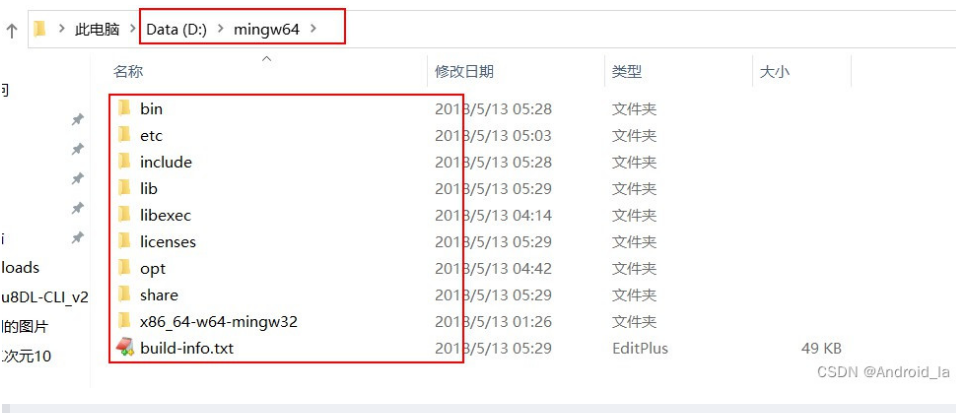 此电脑 > Data (D:) > mingw64 >
名称 修改日期 类型 大小
bin 2018/5/13 05:28 文件夹
etc 2018/5/13 05:03 文件夹
include 2018/5/13 05:28 文件夹
lib 2018/5/13 05:29 文件夹
libexec 2018/5/13 04:14 文件夹
licenses 2018/5/13 05:29 文件夹
opt 2018/5/13 04:42 文件夹
share 2018/5/13 05:29 文件夹
x86_64-w64-mingw32 2018/5/13 01:26 文件夹
build-info.txt 2018/5/13 05:29 EditPlus 49 KB
i
loads
u8DL-CLI_v2
的图片
次元10
CSDN @Android_la